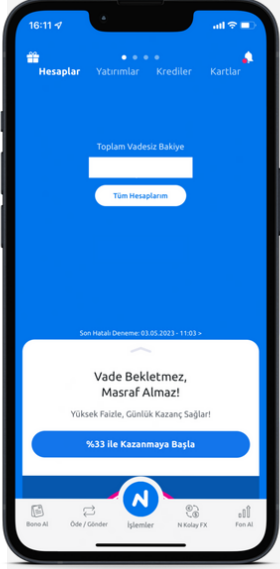 16:11
Hesaplar Yatırımlar Krediler Kartlar
Toplam Vadesiz Bakiye
Tüm Hesaplarım
Son Hatalı Deneme: 03.05.2023 - 11:03 >
Vade Bekletmez,
Masraf Almaz!
Yüksek Faizle, Günlük Kazanç Sağlar!
%33 ile Kazanmaya Başla
N
Bono Al Öde / Gönder İşlemler N Kolay FX Fon Al